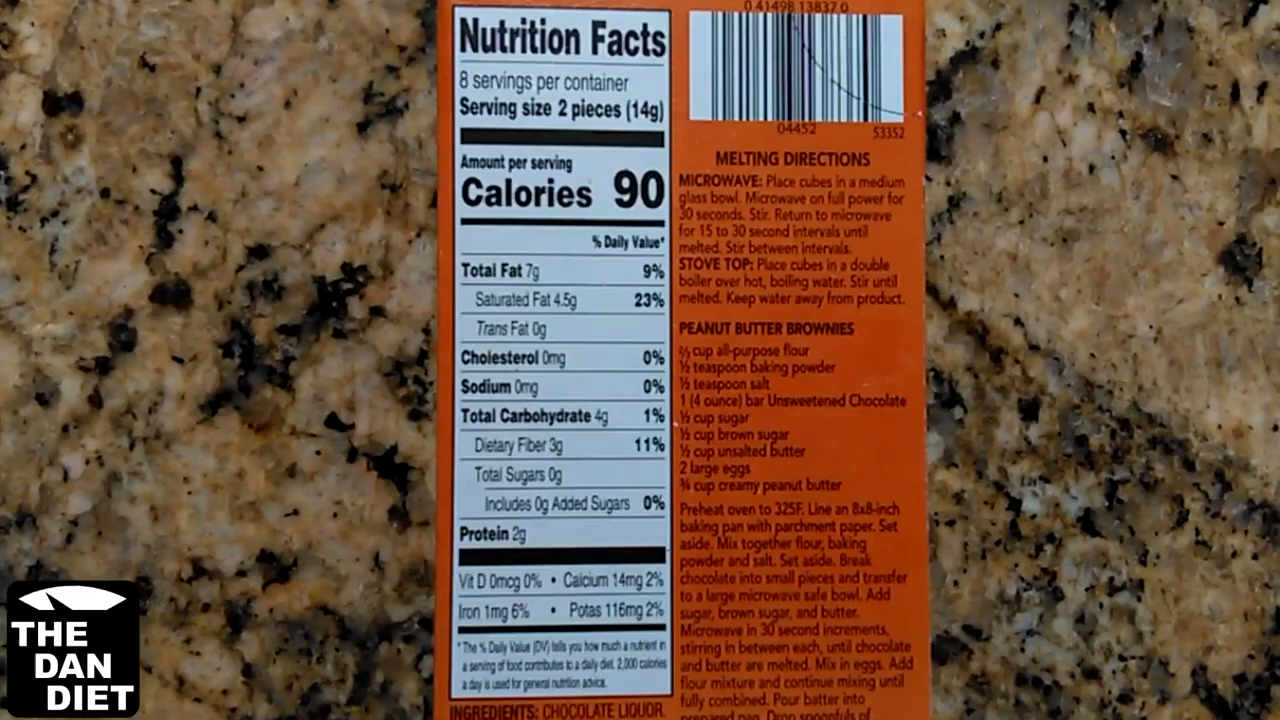 Nutrition Facts
8 servings per container
Serving size 2 pieces (14g)
Amount per serving
Calories 90
% Daily Value*
Total Fat 7g 9%
Saturated Fat 4.5g 23%
Trans Fat 0g
Cholesterol 0mg 0%
Sodium 0mg 0%
Total Carbohydrate 4g 1%
Dietary Fiber 3g 11%
Total Sugars 0g
Includes 0g Added Sugars 0%
Protein 2g
Vit D 0mcg 0% • Calcium 14mg 2%
Iron 1mg 6% • Potas 116mg 2%
* The % Daily Value (DV) tells you how much a nutrient in
a serving of food contributes to a daily diet. 2,000 calories
a day is used for general nutrition advice.
INGREDIENTS: CHOCOLATE LIQUOR.
0 41498 13837 0
04452 53352
MELTING DIRECTIONS
MICROWAVE: Place cubes in a medium
glass bowl. Microwave on full power for
30 seconds. Stir. Return to microwave
for 15 to 30 second intervals until
melted. Stir between intervals.
STOVE TOP: Place cubes in a double
boiler over hot, boiling water. Stir until
melted. Keep water away from product.
PEANUT BUTTER BROWNIES
cup all-purpose flour
½ teaspoon baking powder
½ teaspoon salt
1 (4 ounce) bar Unsweetened Chocolate
½ cup sugar
½ cup brown sugar
½ cup unsalted butter
2 large eggs
¾ cup creamy peanut butter
Preheat oven to 325F. Line an 8x8-inch
baking pan with parchment paper. Set
aside. Mix together flour, baking
powder and salt. Set aside. Break
chocolate into small pieces and transfer
to a large microwave safe bowl. Add
sugar, brown sugar, and butter.
Microwave in 30 second increments,
stirring in between each, until chocolate
and butter are melted. Mix in eggs. Add
flour mixture and continue mixing until
fully combined. Pour batter into
prepared pan. Drop spoonfuls of
THE
DAN
DIET